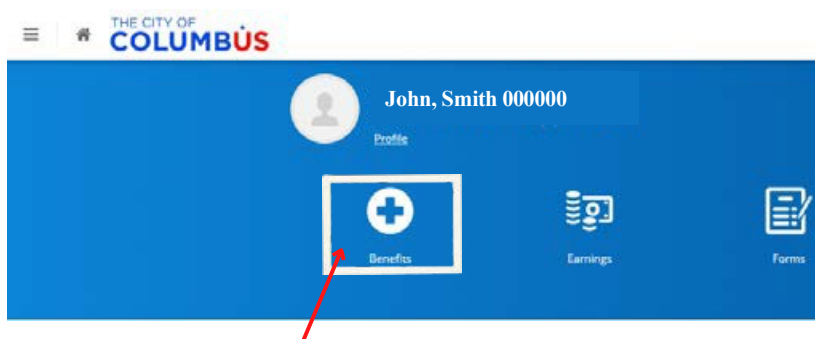 THE CITY OF
COLUMBUS
John, Smith 000000
Profile
Benefits
Earnings
Forms